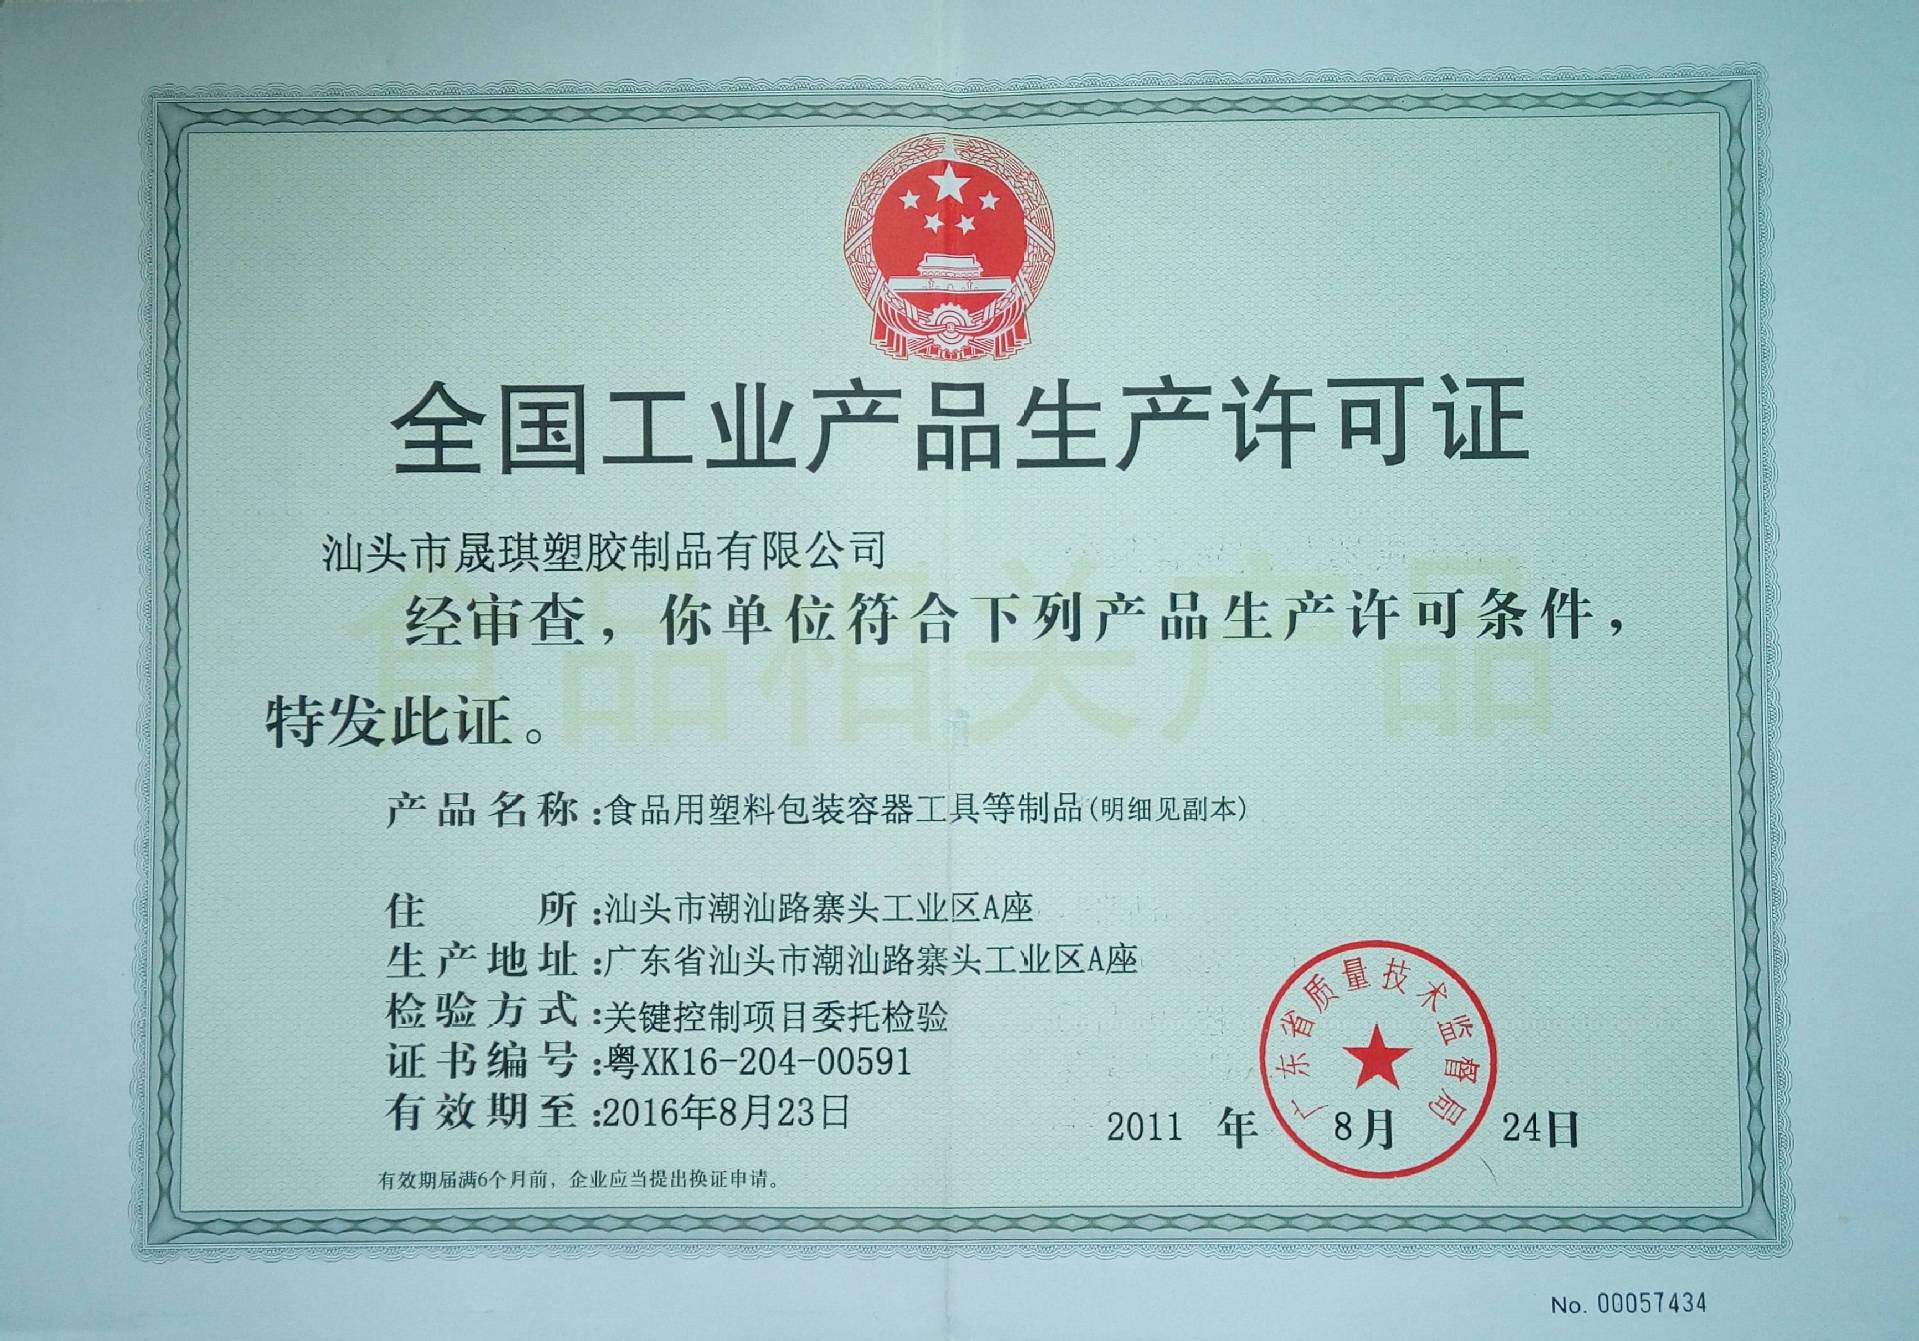 全国工业产品生产许可证
汕头市晟琪塑胶制品有限公司
经审查，你单位符合下列产品生产许可条件，
特发此证。
食品相关产品
产品名称:食品用塑料包装容器工具等制品(明细见副本)
住所:汕头市潮汕路寨头工业区A座
生产地址:广东省汕头市潮汕路寨头工业区A座
检验方式:关键控制项目委托检验
证书编号:粤XK16-204-00591
有效期至:2016年8月23日
广东省质量技术监督局
2011 年 8月 24日
有效期届满6个月前，企业应当提出换证申请。
No. 00057434